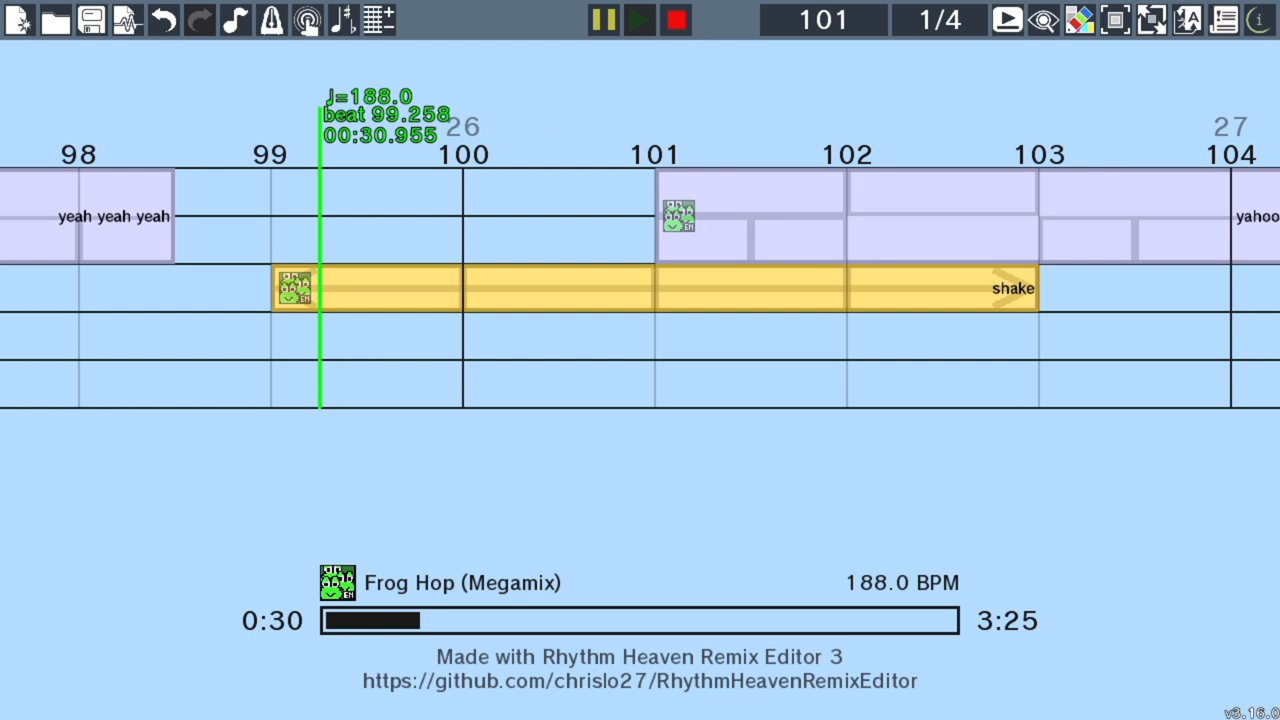 101 1/4
♩=188.0
beat 99.258
00:30.955
26 27
98 99 100 101 102 103 104
yeah yeah yeah
yahoo
shake
Frog Hop (Megamix) 188.0 BPM
0:30 3:25
Made with Rhythm Heaven Remix Editor 3
https://github.com/chrislo27/RhythmHeavenRemixEditor
v3.16.0